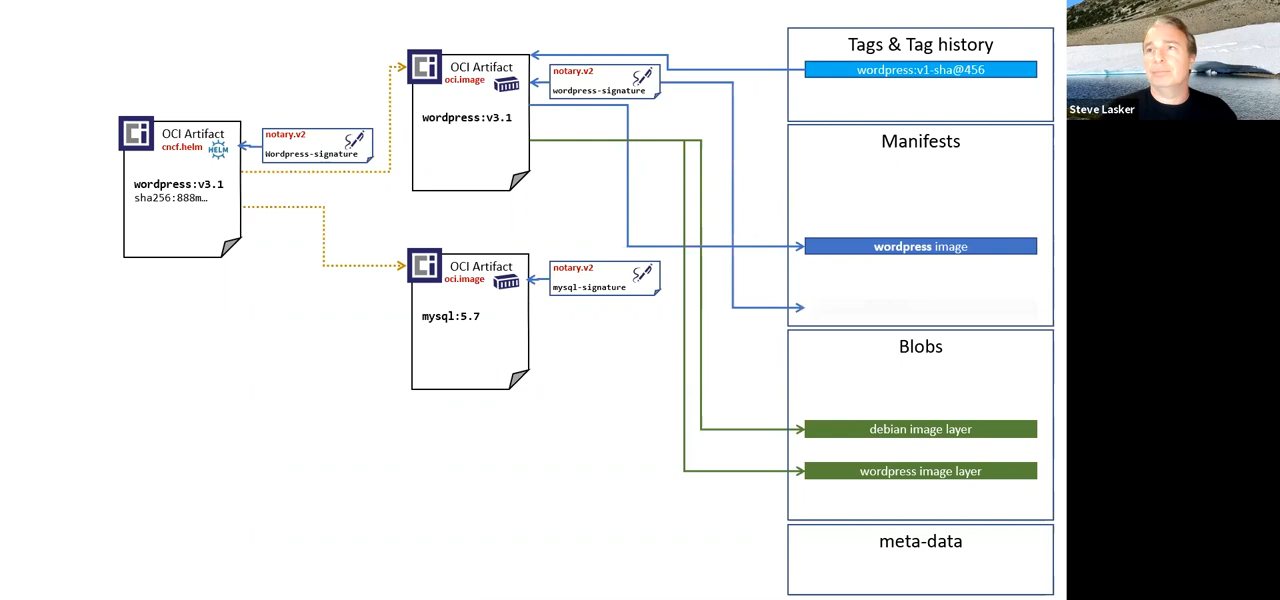 OCI Artifact
cncf.helm
HELM
wordpress:v3.1
sha256:888m…
notary.v2
Wordpress-signature
OCI Artifact
oci.image
wordpress:v3.1
notary.v2
wordpress-signature
OCI Artifact
oci.image
mysql:5.7
notary.v2
mysql-signature
Tags & Tag history
wordpress:v1-sha@456
Manifests
wordpress image
Blobs
debian image layer
wordpress image layer
meta-data
Steve Lasker